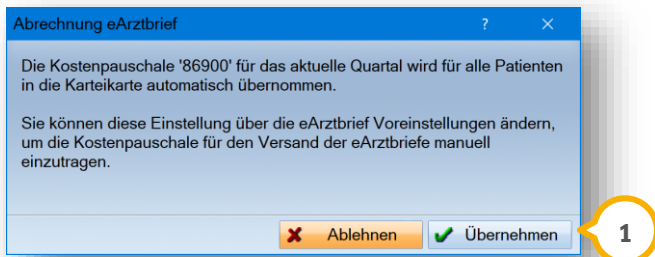 Abrechnung eArztbrief ? ×
Die Kostenpauschale '86900' für das aktuelle Quartal wird für alle Patienten
in die Karteikarte automatisch übernommen.
Sie können diese Einstellung über die eArztbrief Voreinstellungen ändern,
um die Kostenpauschale für den Versand der eArztbriefe manuell
einzutragen.
Ablehnen Übernehmen 1